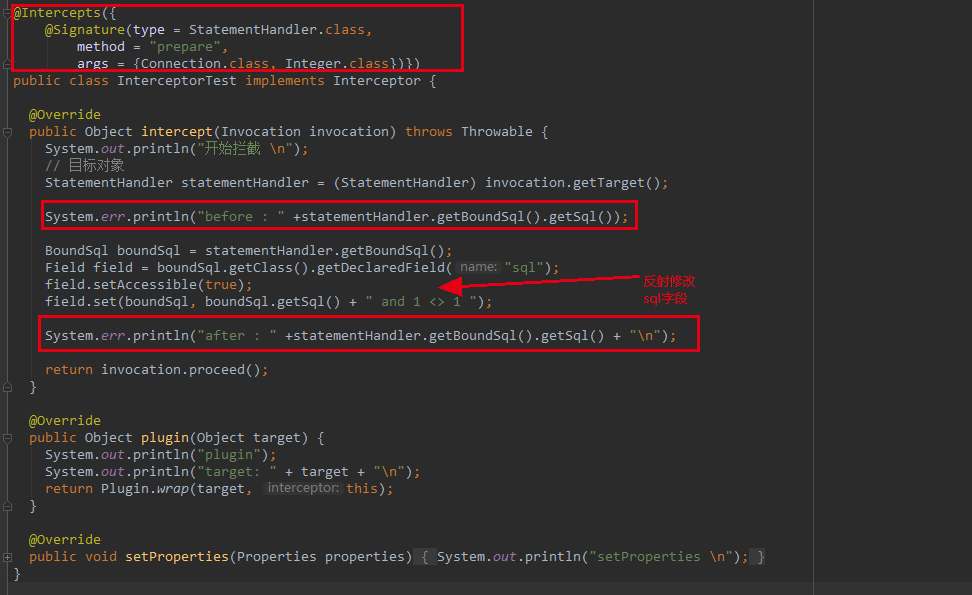 @Intercepts({
@Signature(type = StatementHandler.class,
method = "prepare",
args = {Connection.class, Integer.class})})
public class InterceptorTest implements Interceptor {
@Override
public Object intercept(Invocation invocation) throws Throwable {
System.out.println("开始拦截 \n");
// 目标对象
StatementHandler statementHandler = (StatementHandler) invocation.getTarget();
System.err.println("before : " +statementHandler.getBoundSql().getSql());
BoundSql boundSql = statementHandler.getBoundSql();
Field field = boundSql.getClass().getDeclaredField( name: "sql");
field.setAccessible(true);
反射修改
sql字段
field.set(boundSql, boundSql.getSql() + " and 1 <> 1 ");
System.err.println("after : " +statementHandler.getBoundSql().getSql() + "\n");
return invocation.proceed();
}
@Override
public Object plugin(Object target) {
System.out.println("plugin");
System.out.println("target: " + target + "\n");
return Plugin.wrap(target, interceptor: this);
}
@Override
public void setProperties(Properties properties) { System.out.println("setProperties \n"); }
}